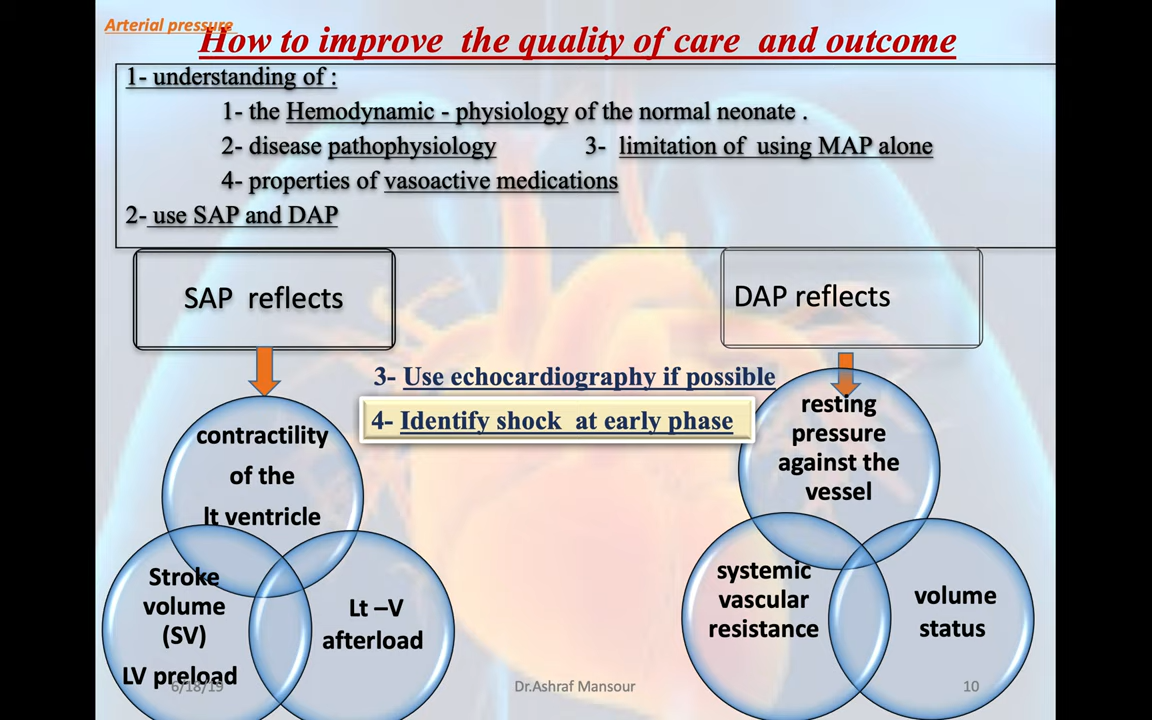 Arterial pressure
How to improve the quality of care and outcome
1- understanding of :
1- the Hemodynamic - physiology of the normal neonate .
2- disease pathophysiology 3- limitation of using MAP alone
4- properties of vasoactive medications
2- use SAP and DAP
SAP reflects
DAP reflects
3- Use echocardiography if possible
4- Identify shock at early phase
contractility
of the
lt ventricle
Stroke
volume
(SV)
LV preload
Lt –V
afterload
resting
pressure
against the
vessel
systemic
vascular
resistance
volume
status
6/18/19
Dr.Ashraf Mansour
10